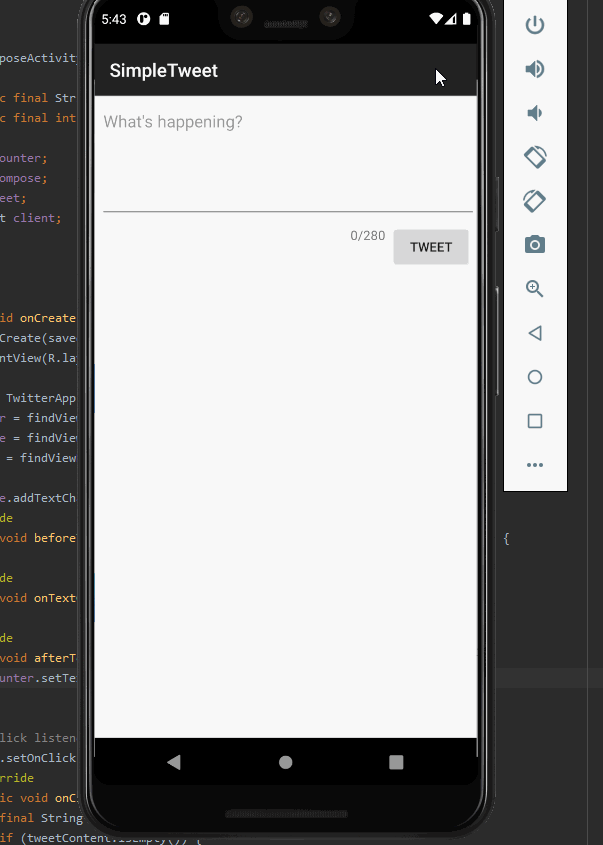 5:43
SimpleTweet
What's happening?
0/280
TWEET
poseActivit
c final Str
c final int
ounter;
ompose;
eet;
t client;
id onCreate
Create(save
ntView(R.la
TwitterApp
r = findVie
e = findVie
= findView
e.addTextCh
de
void before
{
de
void onText
de
void afterT
unter.setTe
lick listen
.setOnClick
rride
ic void onC
final String
if (tweetContent.isEmpty()) {